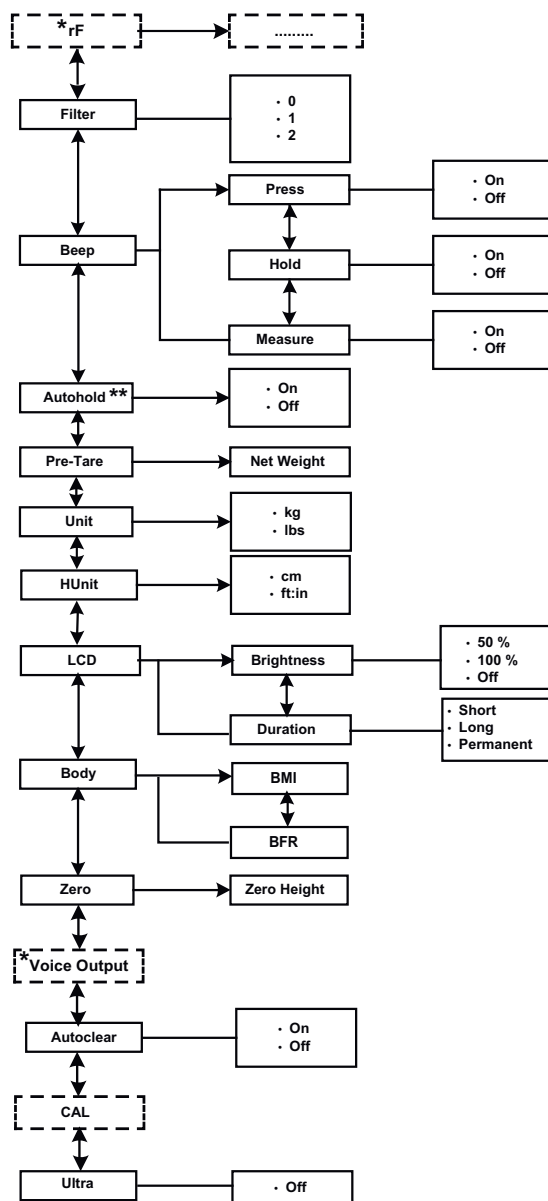 *rF
.........
Filter
• 0
• 1
• 2
Beep
Press
• On
• Off
Hold
• On
• Off
Measure
• On
• Off
Autohold **
• On
• Off
Pre-Tare
Net Weight
Unit
• kg
• lbs
HUnit
• cm
• ft:in
LCD
Brightness
• 50 %
• 100 %
• Off
Duration
• Short
• Long
• Permanent
Body
BMI
BFR
Zero
Zero Height
*Voice Output
Autoclear
• On
• Off
CAL
Ultra
• Off